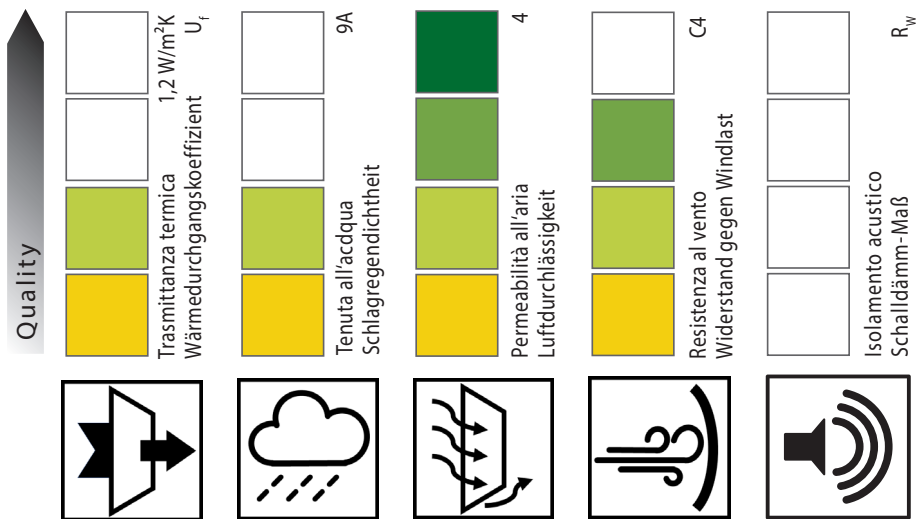 Quality
Trasmittanza termica 1,2 W/m²K
Wärmedurchgangskoeffizient U_f
Tenuta all'acdqua 9A
Schlagregendichtheit
Permeabilità all'aria 4
Luftdurchlässigkeit
Resistenza al vento C4
Widerstand gegen Windlast
Isolamento acustico R_w
Schalldämm-Maß